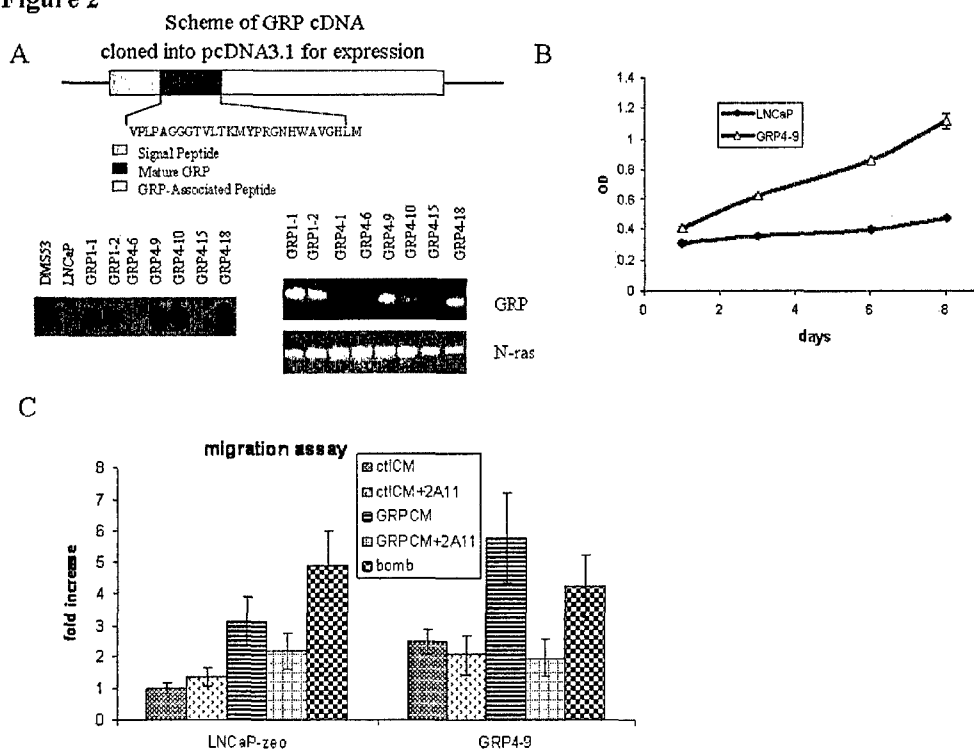 Figure 2
Scheme of GRP cDNA
cloned into pcDNA3.1 for expression
A
VPLPAGGGTVLTKMYPRGNHWAVGHLM
Signal Peptide
Mature GRP
GRP-Associated Peptide
DMS53
LNCaP
GRP1-1
GRP1-2
GRP4-6
GRP4-9
GRP4-10
GRP4-15
GRP4-18
GRP1-1
GRP1-2
GRP4-1
GRP4-6
GRP4-9
GRP4-10
GRP4-15
GRP4-18
GRP
N-ras
B
1.4
1.2
1
0.8
0.6
0.4
0.2
0
OD
LNCaP
GRP4-9
0
2
4
6
8
days
C
migration assay
8
7
6
5
4
3
2
1
0
fold increase
ctlCM
ctlCM+2A11
GRPCM
GRPCM+2A11
bomb
LNCaP-zeo
GRP4-9